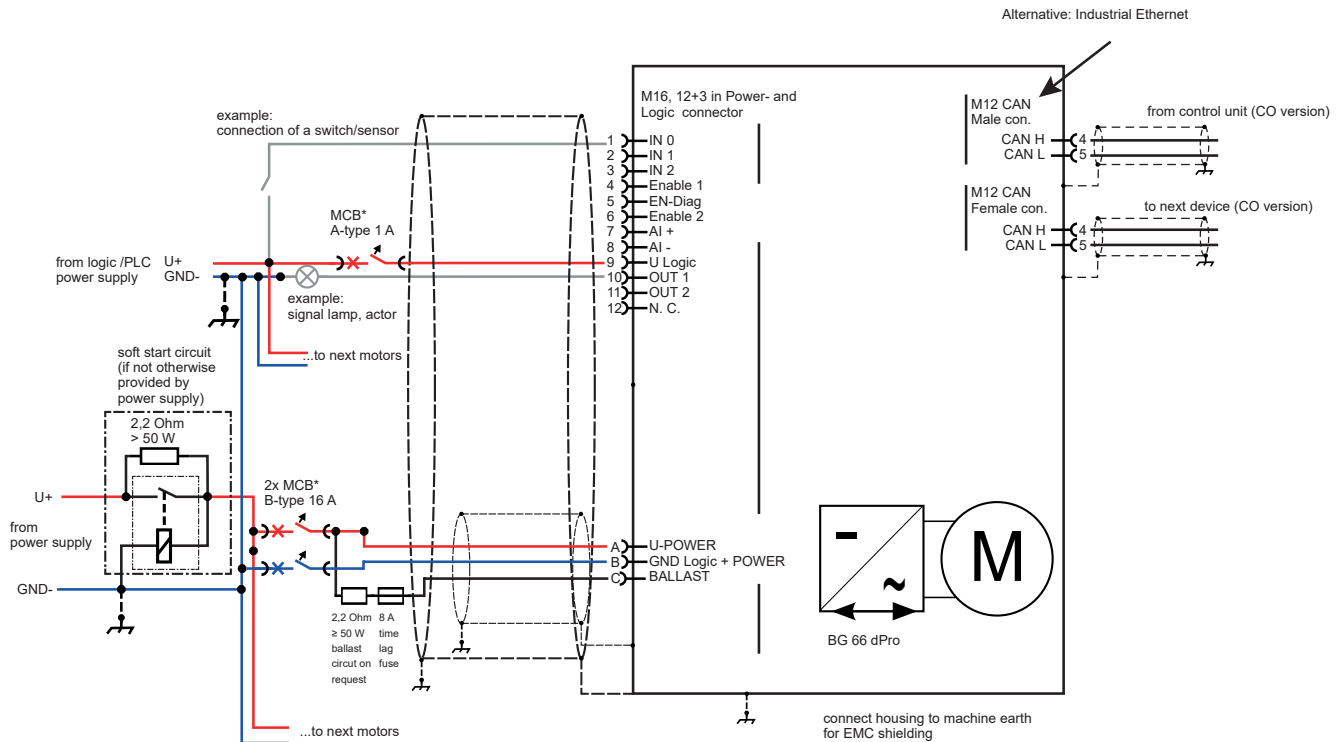 Alternative: Industrial Ethernet
M16, 12+3 in Power- and
Logic connector
M12 CAN
Male con.
from control unit (CO version)
CAN H 4
CAN L 5
M12 CAN
Female con.
to next device (CO version)
CAN H 4
CAN L 5
example:
connection of a switch/sensor
1 IN 0
2 IN 1
3 IN 2
4 Enable 1
5 EN-Diag
6 Enable 2
7 AI +
8 AI -
9 U Logic
10 OUT 1
11 OUT 2
12 N. C.
MCB*
A-type 1 A
from logic /PLC
power supply
U+
GND-
example:
signal lamp, actor
...to next motors
soft start circuit
(if not otherwise
provided by
power supply)
2,2 Ohm
> 50 W
U+
from
power supply
GND-
2x MCB*
B-type 16 A
A U-POWER
B GND Logic + POWER
C BALLAST
2,2 Ohm
≥ 50 W
ballast
circut on
request
8 A
time
lag
fuse
...to next motors
M
BG 66 dPro
connect housing to machine earth
for EMC shielding